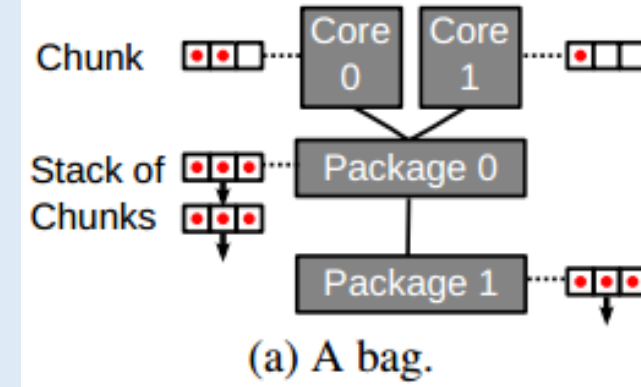 Chunk
Core 0
Core 1
Stack of Chunks
Package 0
Package 1
(a) A bag.